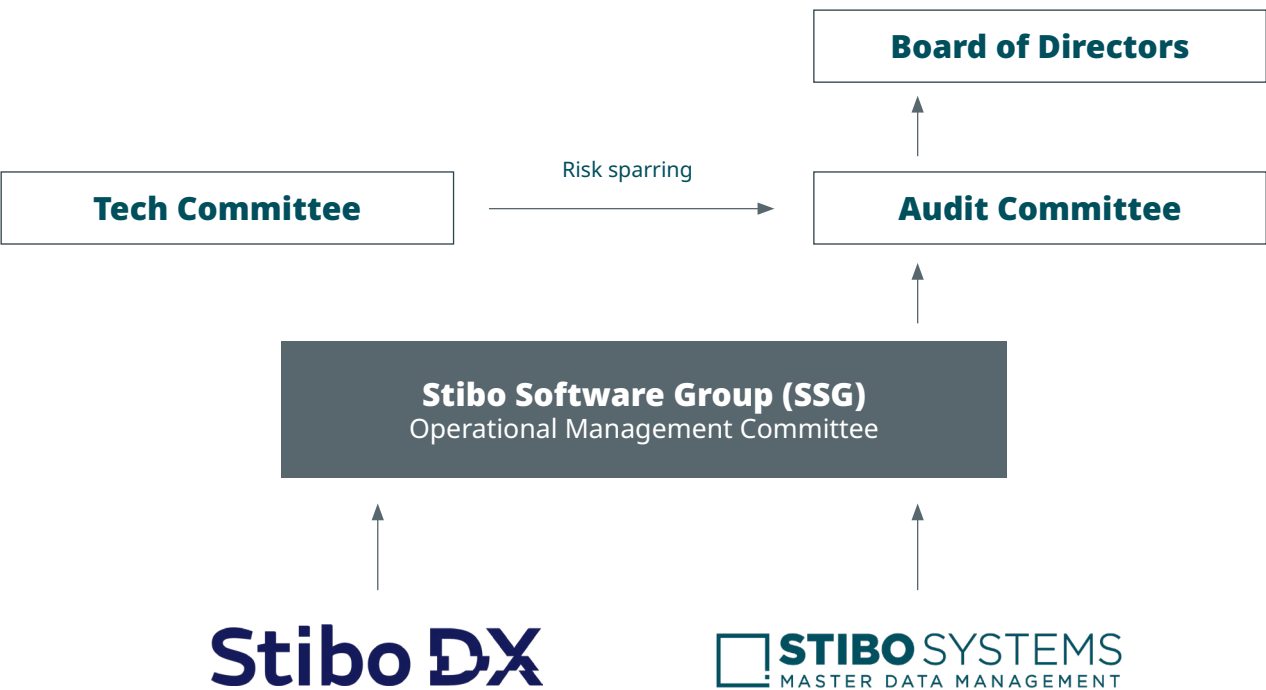 Board of Directors
Risk sparring
Tech Committee
Audit Committee
Stibo Software Group (SSG)
Operational Management Committee
Stibo DX
STIBO SYSTEMS
MASTER DATA MANAGEMENT